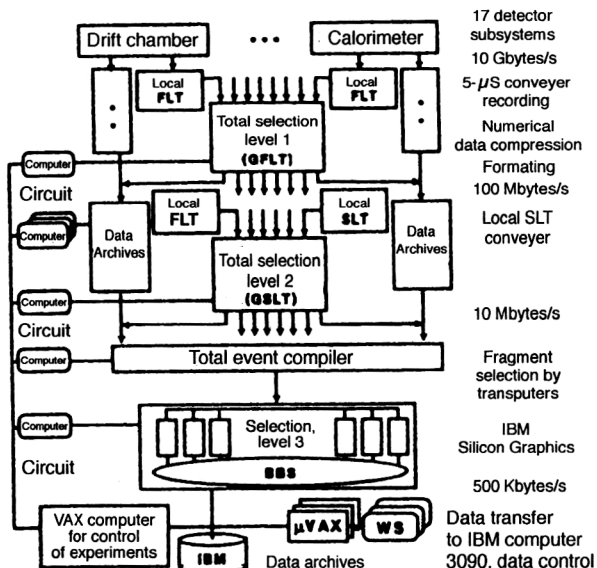 17 detector
subsystems
Drift chamber
• • •
Calorimeter
10 Gbytes/s
Local
FLT
Local
FLT
5-μS conveyer
recording
Total selection
level 1
(GFLT)
Numerical
data compression
Computer
Formating
Circuit
100 Mbytes/s
Local
FLT
Local
SLT
Local SLT
conveyer
Computer
Data
Archives
Data
Archives
Total selection
level 2
(GSLT)
Computer
10 Mbytes/s
Circuit
Computer
Total event compiler
Fragment
selection by
transputers
Computer
Selection,
level 3
IBM
Silicon Graphics
Circuit
BBS
500 Kbytes/s
VAX computer
for control
of experiments
μVAX
WS
Data transfer
to IBM computer
3090, data control
IBM
Data archives